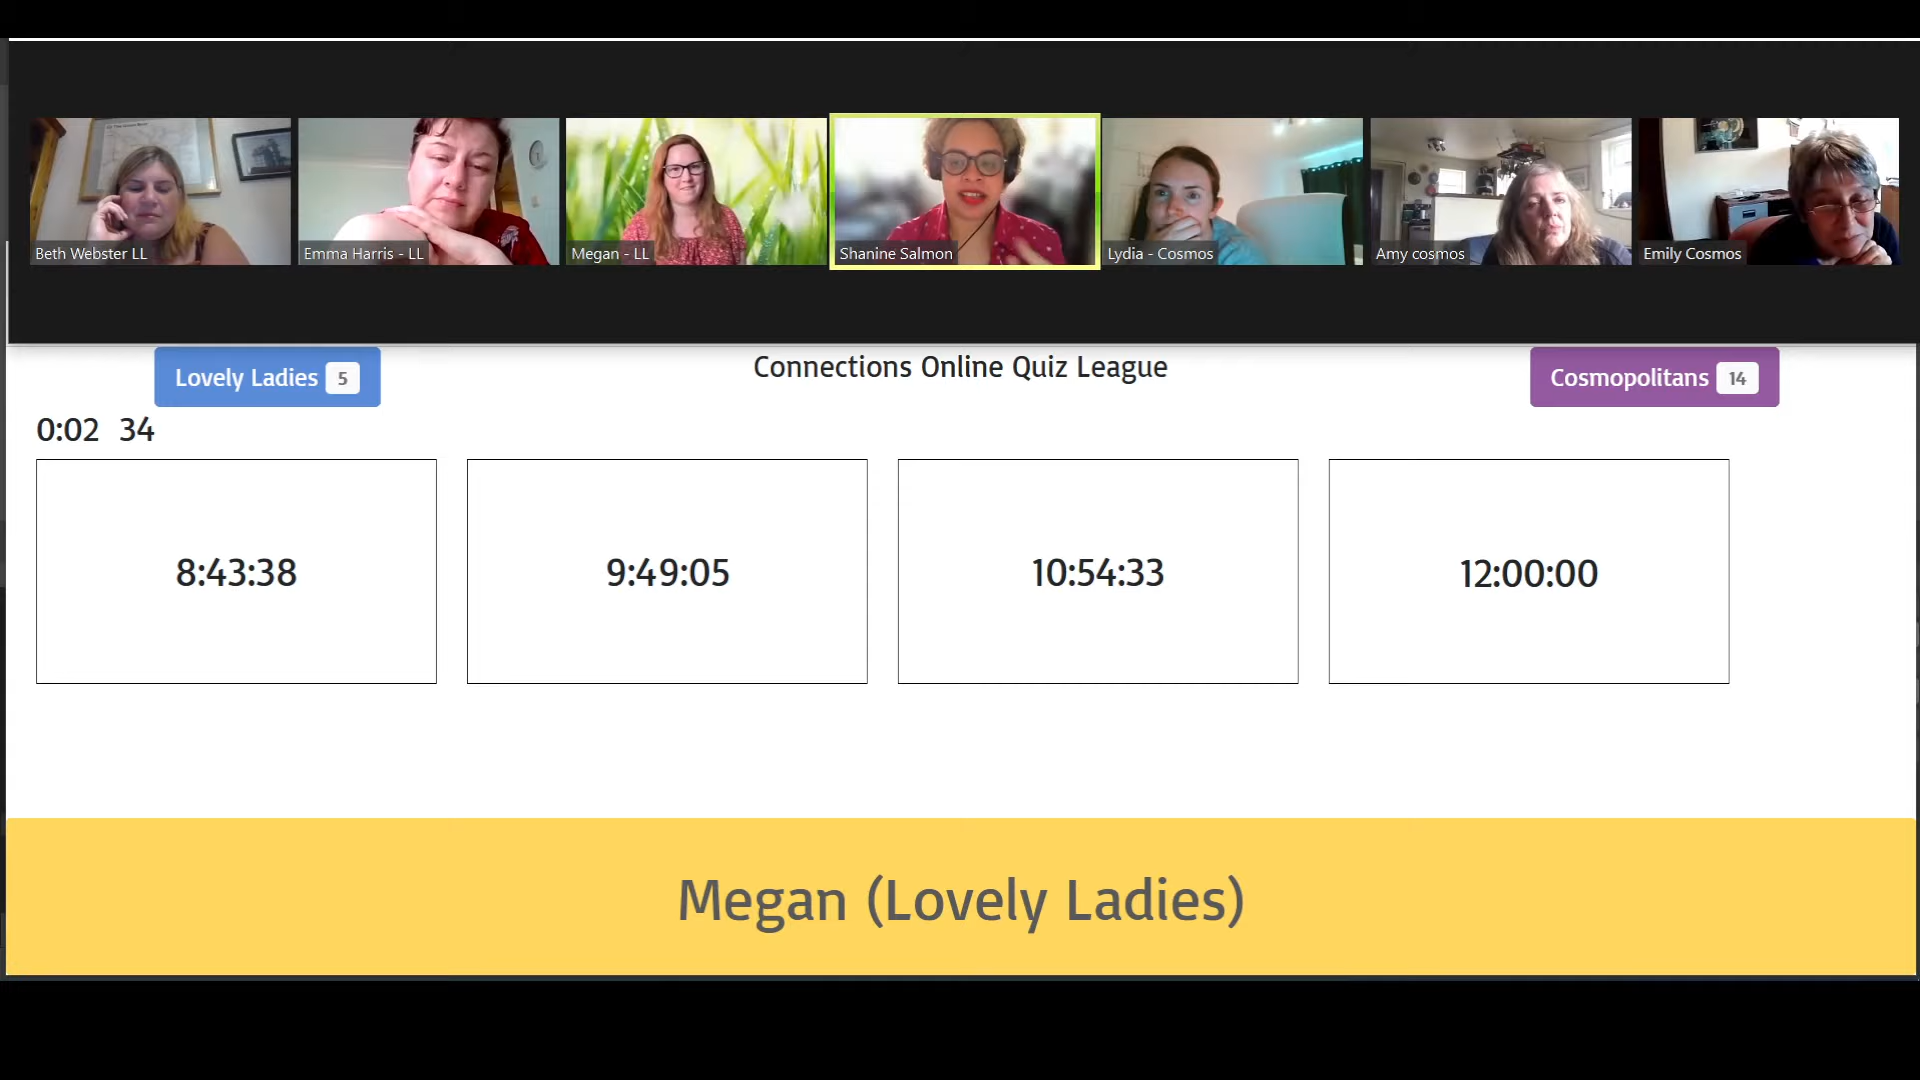 Beth Webster LL
Emma Harris - LL
Megan - LL
Shanine Salmon
Lydia - Cosmos
Amy cosmos
Emily Cosmos
Lovely Ladies 5
Connections Online Quiz League
Cosmopolitans 14
0:02 34
8:43:38
9:49:05
10:54:33
12:00:00
Megan (Lovely Ladies)